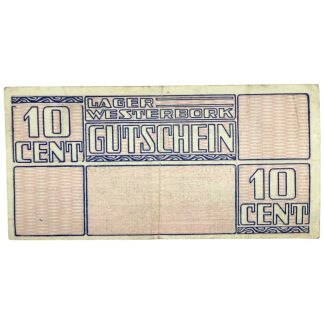 10
CENT.
LAGER
WESTERBORK
GUTSCHEIN
10
CENT.